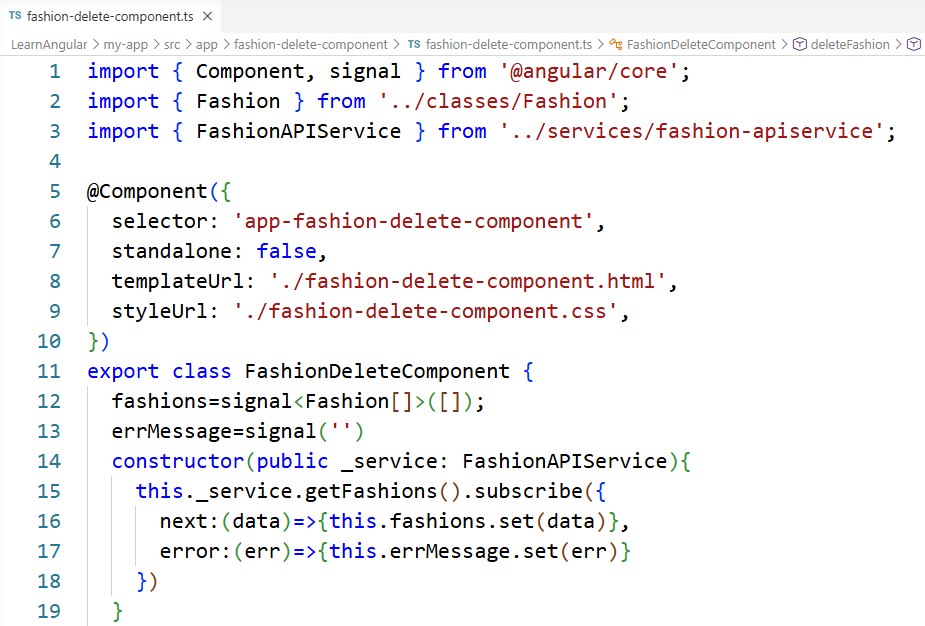 TS fashion-delete-component.ts ×
LearnAngular > my-app > src > app > fashion-delete-component > TS fashion-delete-component.ts > FashionDeleteComponent > deleteFashion >
1 import { Component, signal } from '@angular/core';
2 import { Fashion } from '../classes/Fashion';
3 import { FashionAPIService } from '../services/fashion-apiservice';
4
5 @Component({
6 selector: 'app-fashion-delete-component',
7 standalone: false,
8 templateUrl: './fashion-delete-component.html',
9 styleUrl: './fashion-delete-component.css',
10 })
11 export class FashionDeleteComponent {
12 fashions=signal<Fashion[]>([]);
13 errMessage=signal('')
14 constructor(public _service: FashionAPIService){
15 this._service.getFashions().subscribe({
16 next:(data)=>{this.fashions.set(data)},
17 error:(err)=>{this.errMessage.set(err)}
18 })
19 }